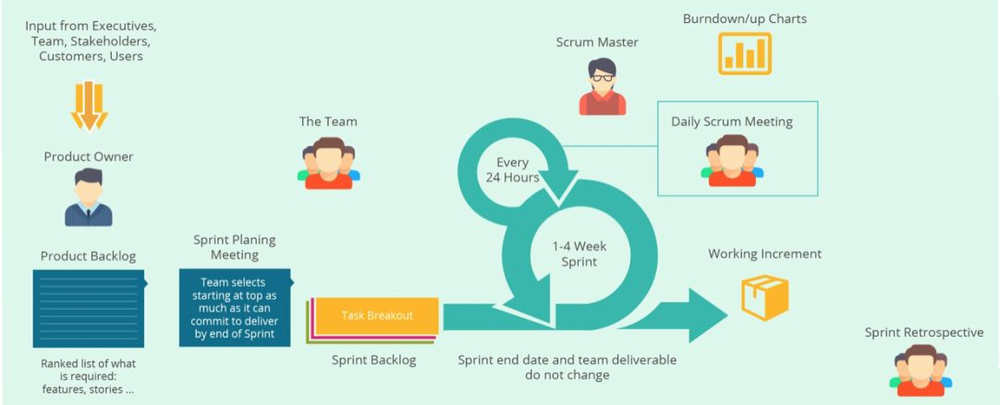 Input from Executives,
Team, Stakeholders,
Customers, Users
Product Owner
Product Backlog
Ranked list of what
is required:
features, stories ...
Sprint Planing
Meeting
Team selects
starting at top as
much as it can
commit to deliver
by end of Sprint
The Team
Task Breakout
Sprint Backlog
Every
24 Hours
1-4 Week
Sprint
Sprint end date and team deliverable
do not change
Scrum Master
Burndown/up Charts
Daily Scrum Meeting
Working Increment
Sprint Retrospective